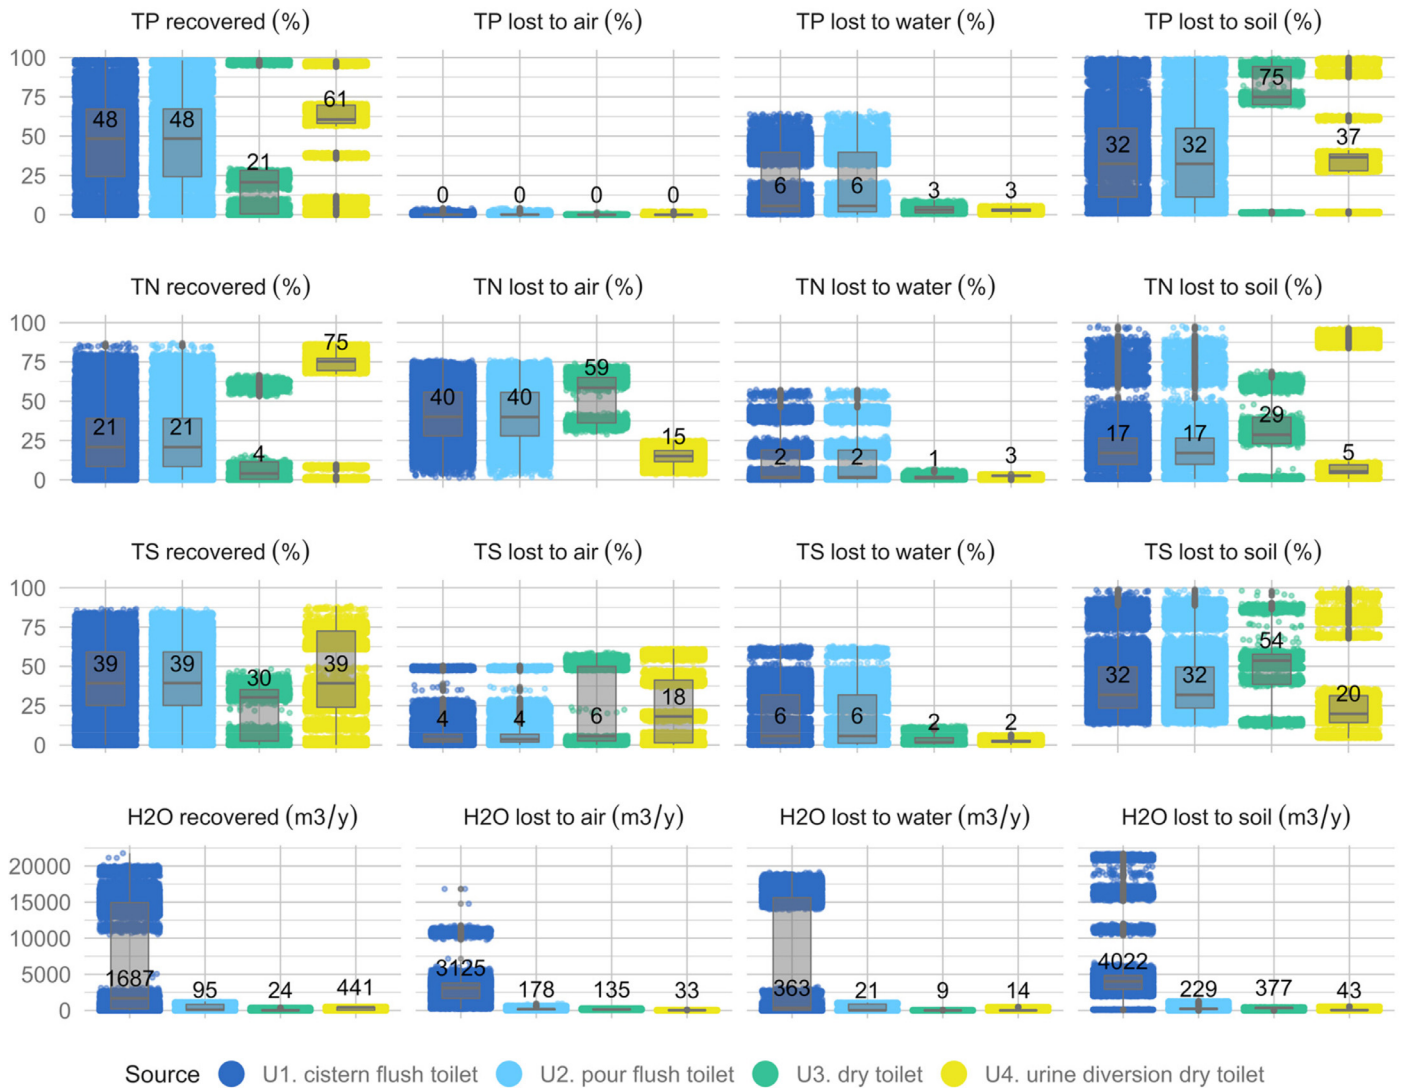 TP recovered (%) TP lost to air (%) TP lost to water (%) TP lost to soil (%)
100
75
50
25
0
48 48 21 61
0 0 0 0
6 6 3 3
32 32 75 37
TN recovered (%) TN lost to air (%) TN lost to water (%) TN lost to soil (%)
100
75
50
25
0
21 21 4 75
40 40 59 15
2 2 1 3
17 17 29 5
TS recovered (%) TS lost to air (%) TS lost to water (%) TS lost to soil (%)
100
75
50
25
0
39 39 30 39
4 4 6 18
6 6 2 2
32 32 54 20
H2O recovered (m3/y) H2O lost to air (m3/y) H2O lost to water (m3/y) H2O lost to soil (m3/y)
20000
15000
10000
5000
0
1687 95 24 441
3125 178 135 33
363 21 9 14
4022 229 377 43
Source U1. cistern flush toilet U2. pour flush toilet U3. dry toilet U4. urine diversion dry toilet